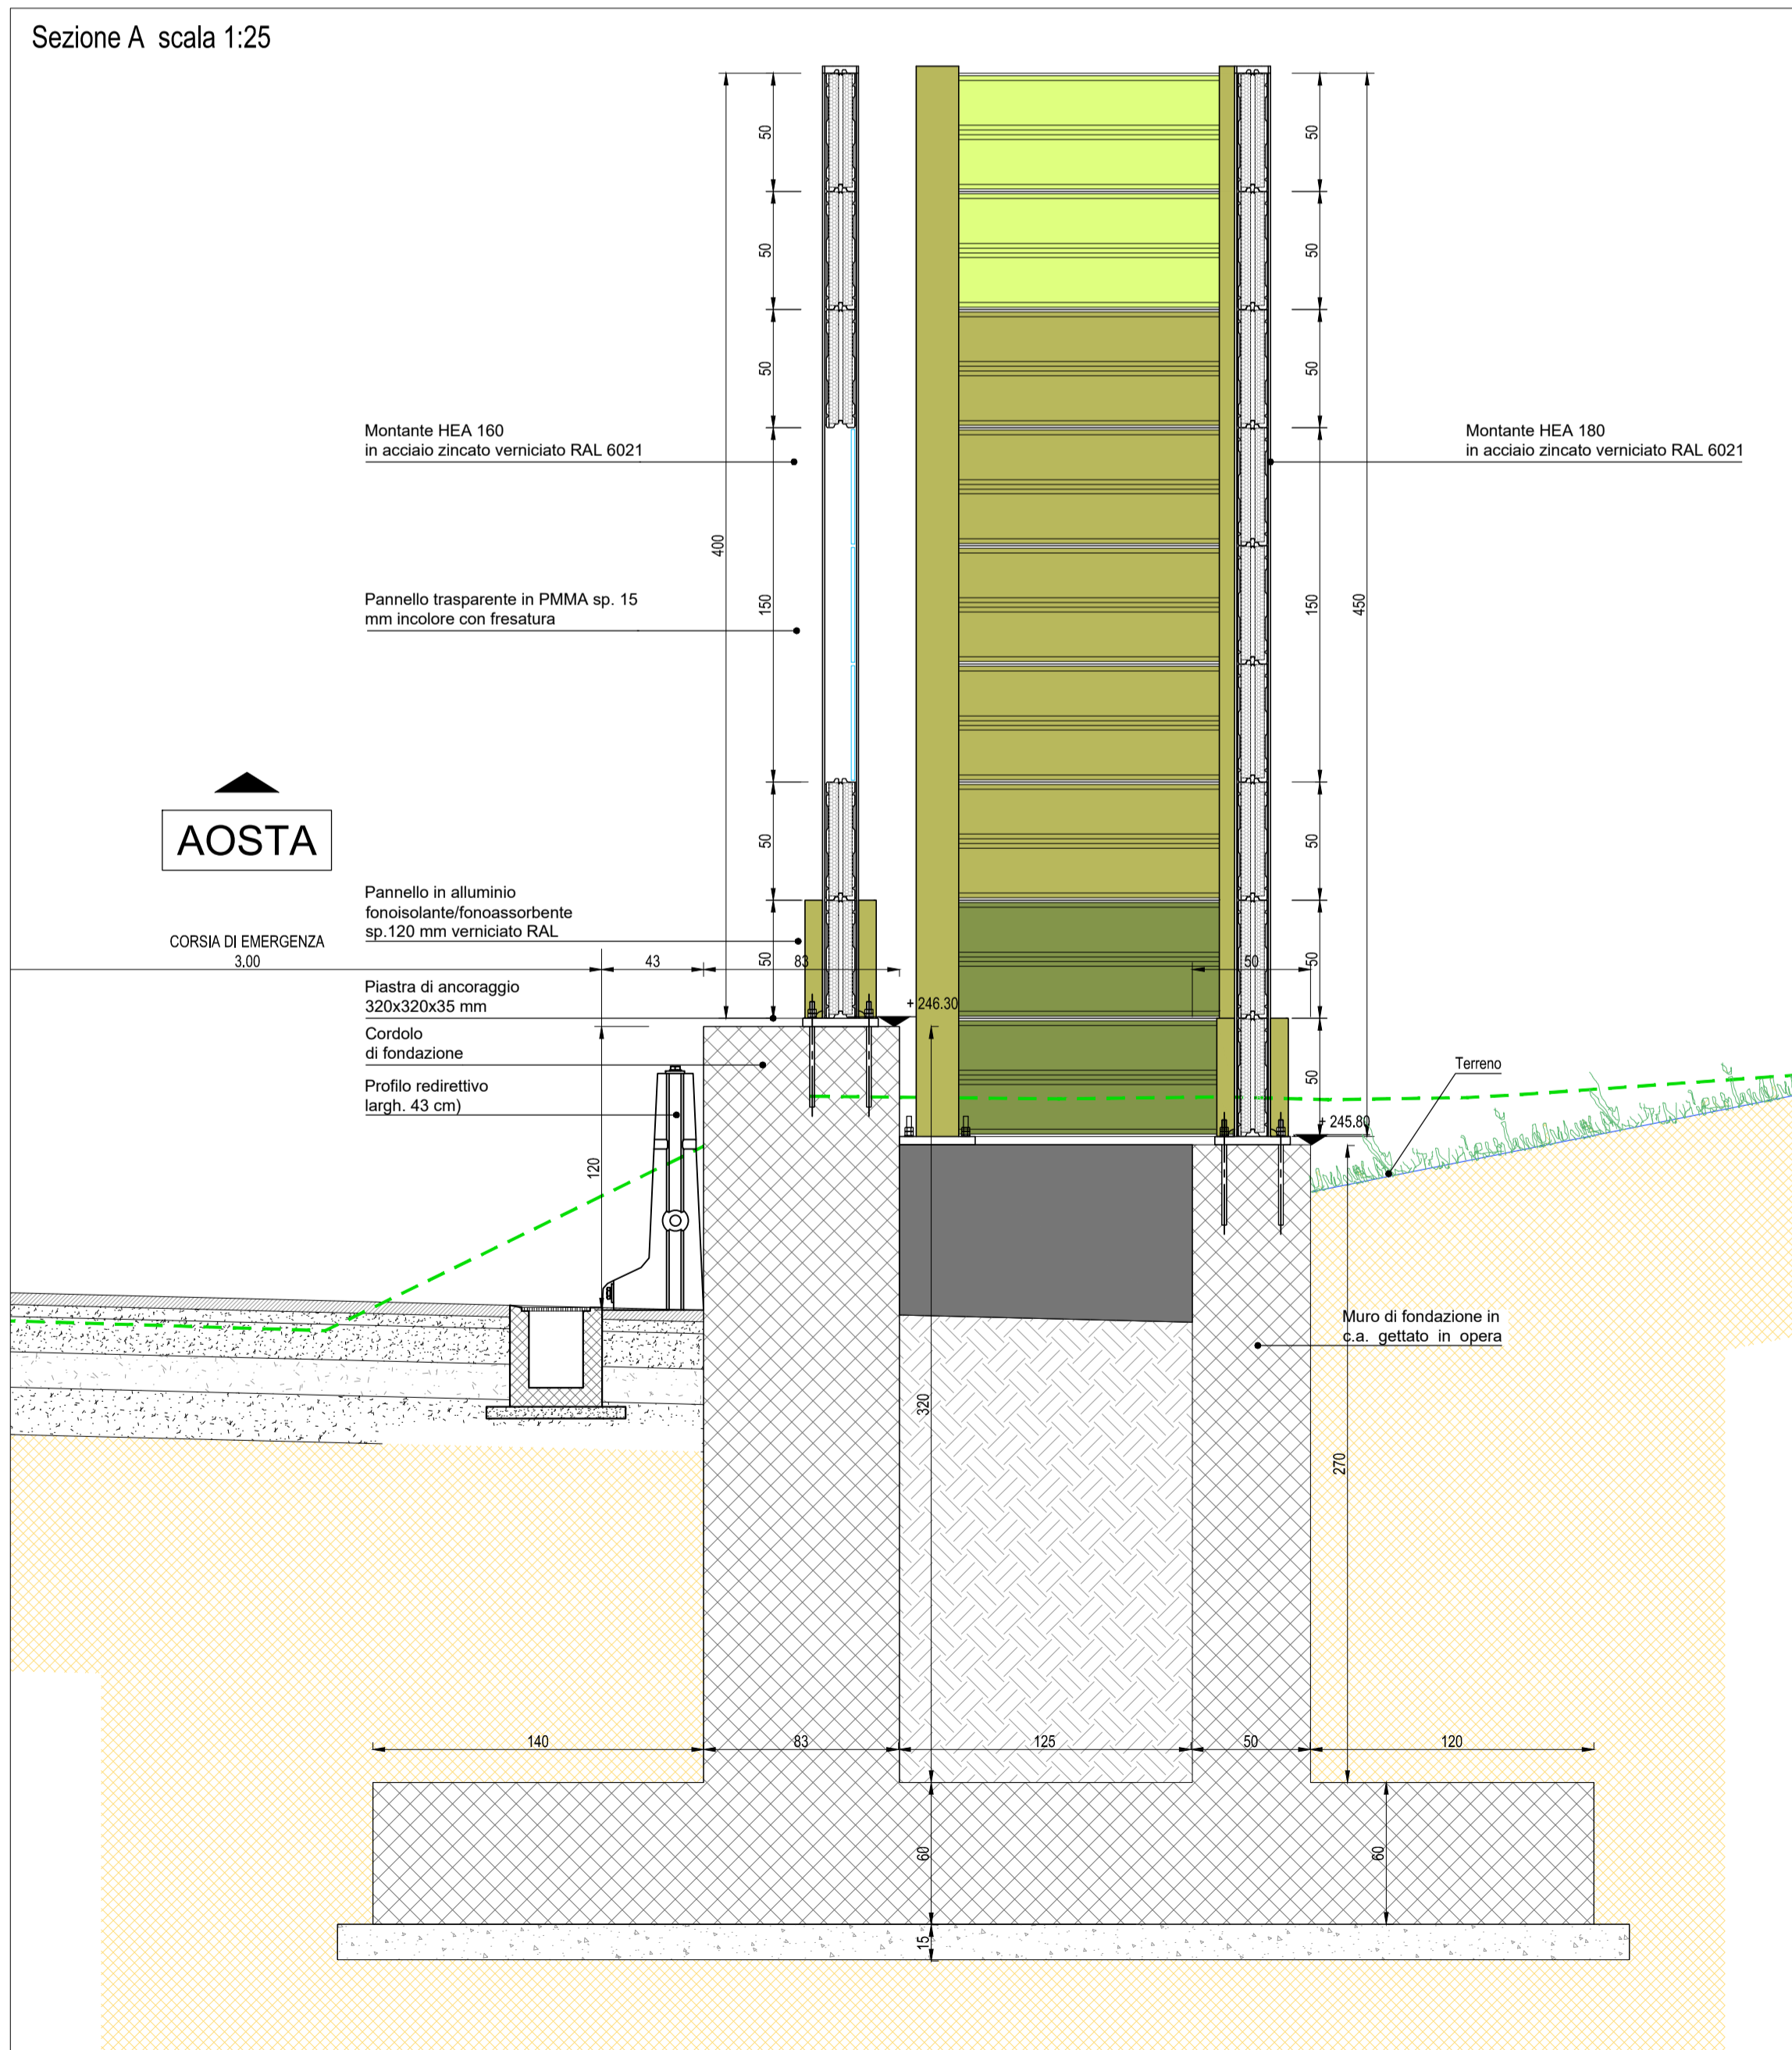 Sezione A  scala 1:25
50
50
50
50
50
50
Montante HEA 160
in acciaio zincato verniciato RAL 6021
Montante HEA 180
in acciaio zincato verniciato RAL 6021
400
150
150
450
Pannello trasparente in PMMA sp. 15
mm incolore con fresatura
AOSTA
50
50
Pannello in alluminio
fonoisolante/fonoassorbente
sp.120 mm verniciato RAL
CORSIA DI EMERGENZA
3.00
43
50
83
50
50
Piastra di ancoraggio
320x320x35 mm
+ 246.30
Cordolo
di fondazione
Profilo redirettivo
largh. 43 cm)
Terreno
50
+ 245.80
120
Muro di fondazione in
c.a.  gettato  in  opera
320
270
140
83
125
50
120
60
60
15